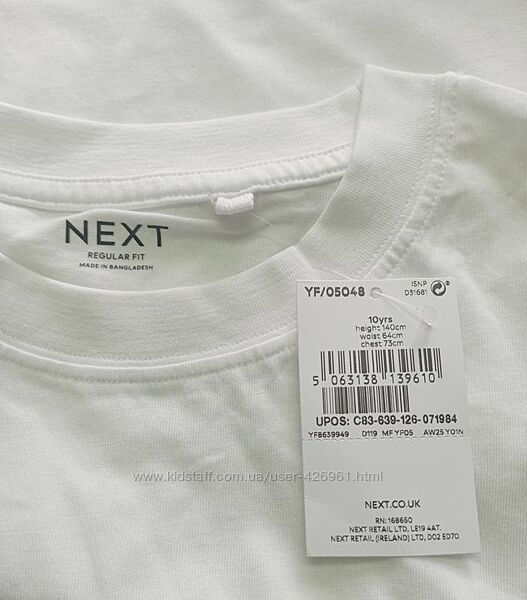 NEXT
REGULAR FIT
MADE IN BANGLADESH
YF/05048
ISNP
D31681
10yrs
height 140cm
waist 64cm
chest 73cm
5 063138 139610
UPOS: C83-639-126-071984
YF8639949 D119 MF YF05 AW25 Y01N
www.kidstaff.com.ua/user-426961.html
NEXT.CO.UK
RN: 168650
NEXT RETAIL LTD, LE19 4AT.
NEXT RETAIL (IRELAND) LTD, D02 ED70.